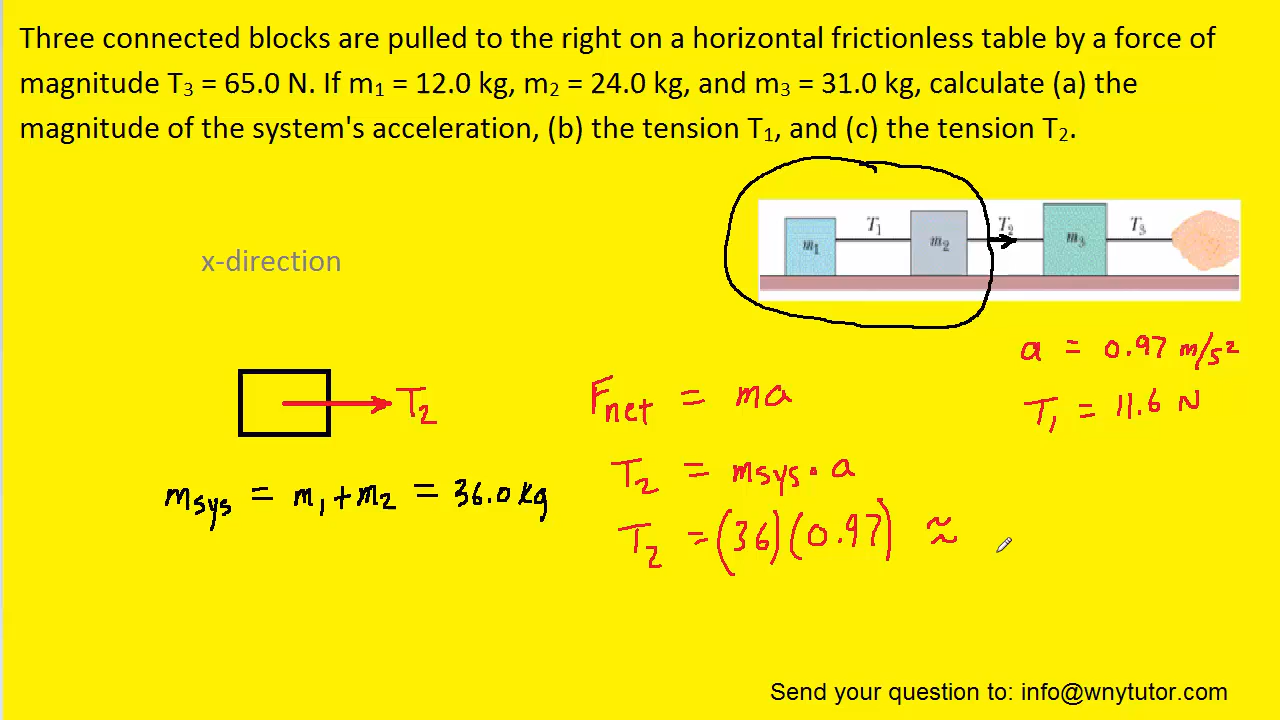 Three connected blocks are pulled to the right on a horizontal frictionless table by a force of
magnitude T₃ = 65.0 N. If m₁ = 12.0 kg, m₂ = 24.0 kg, and m₃ = 31.0 kg, calculate (a) the
magnitude of the system's acceleration, (b) the tension T₁, and (c) the tension T₂.
m₁ T₁ m₂ T₂ m₃ T₃
x-direction
a = 0.97 m/s²
T₁ = 11.6 N
T₂
Fnet = ma
T₂ = msys · a
msys = m₁ + m₂ = 36.0 kg
T₂ = (36)(0.97) ≈
Send your question to: info@wnytutor.com